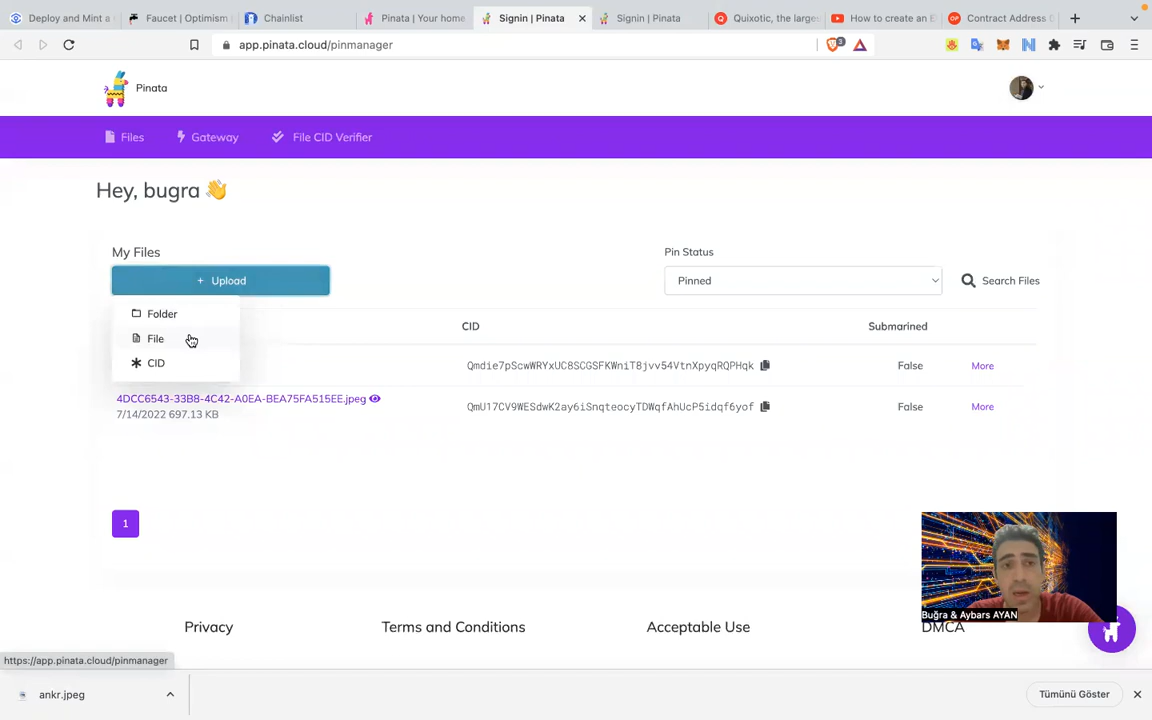 Deploy and Mint a
Faucet | Optimism
Chainlist
Pinata | Your home
Signin | Pinata
Signin | Pinata
Quixotic, the larges
How to create an E
Contract Address
app.pinata.cloud/pinmanager
3
Pinata
Files
Gateway
File CID Verifier
Hey, bugra 👋
My Files
Pin Status
+ Upload
Pinned
Search Files
Folder
File
CID
CID
Submarined
Qmdie7pScwWRYxUC8SCGSFKWniT8jvv54VtnXpyqRQPHqk
False
More
4DCC6543-33B8-4C42-A0EA-BEA75FA515EE.jpeg
7/14/2022 697.13 KB
QmU17CV9WESdwK2ay6iSnqteocyTDWqfAhUcP5idqf6yof
False
More
1
Buğra & Aybars AYAN
Privacy
Terms and Conditions
Acceptable Use
DMCA
https://app.pinata.cloud/pinmanager
ankr.jpeg
Tümünü Göster